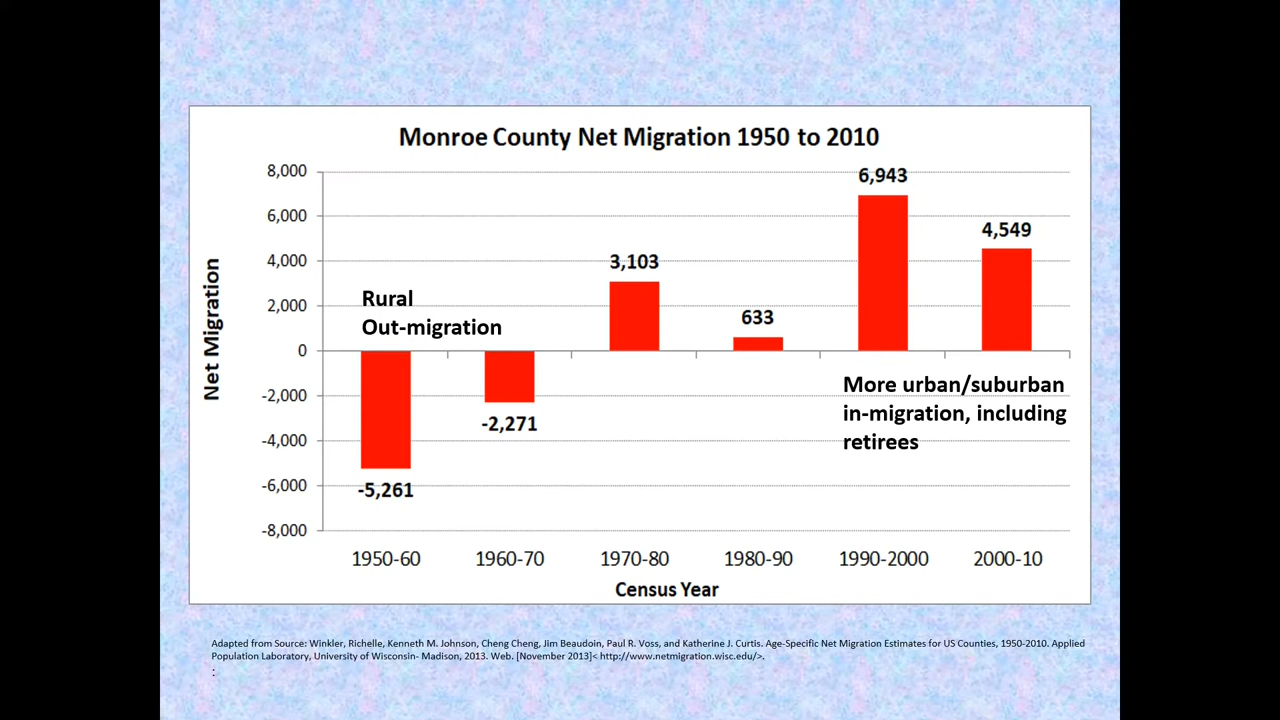 Monroe County Net Migration 1950 to 2010
8,000
6,000
4,000
2,000
0
-2,000
-4,000
-6,000
-8,000
Net Migration
6,943
4,549
3,103
633
Rural
Out-migration
More urban/suburban
in-migration, including
retirees
-2,271
-5,261
1950-60 1960-70 1970-80 1980-90 1990-2000 2000-10
Census Year
Adapted from Source: Winkler, Richelle, Kenneth M. Johnson, Cheng Cheng, Jim Beaudoin, Paul R. Voss, and Katherine J. Curtis. Age-Specific Net Migration Estimates for US Counties, 1950-2010. Applied
Population Laboratory, University of Wisconsin- Madison, 2013. Web. [November 2013]< http://www.netmigration.wisc.edu/>.
: